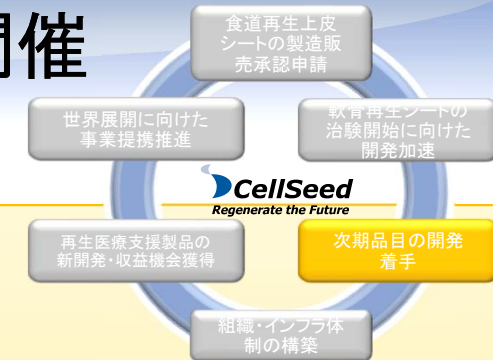 開催
食道再生上皮
シートの製造販
売承認申請
世界展開に向けた
事業提携推進
軟骨再生シートの
治験開始に向けた
開発加速
CellSeed
Regenerate the Future
再生医療支援製品の
新開発・収益機会獲得
次期品目の開発
着手
組織・インフラ体
制の構築